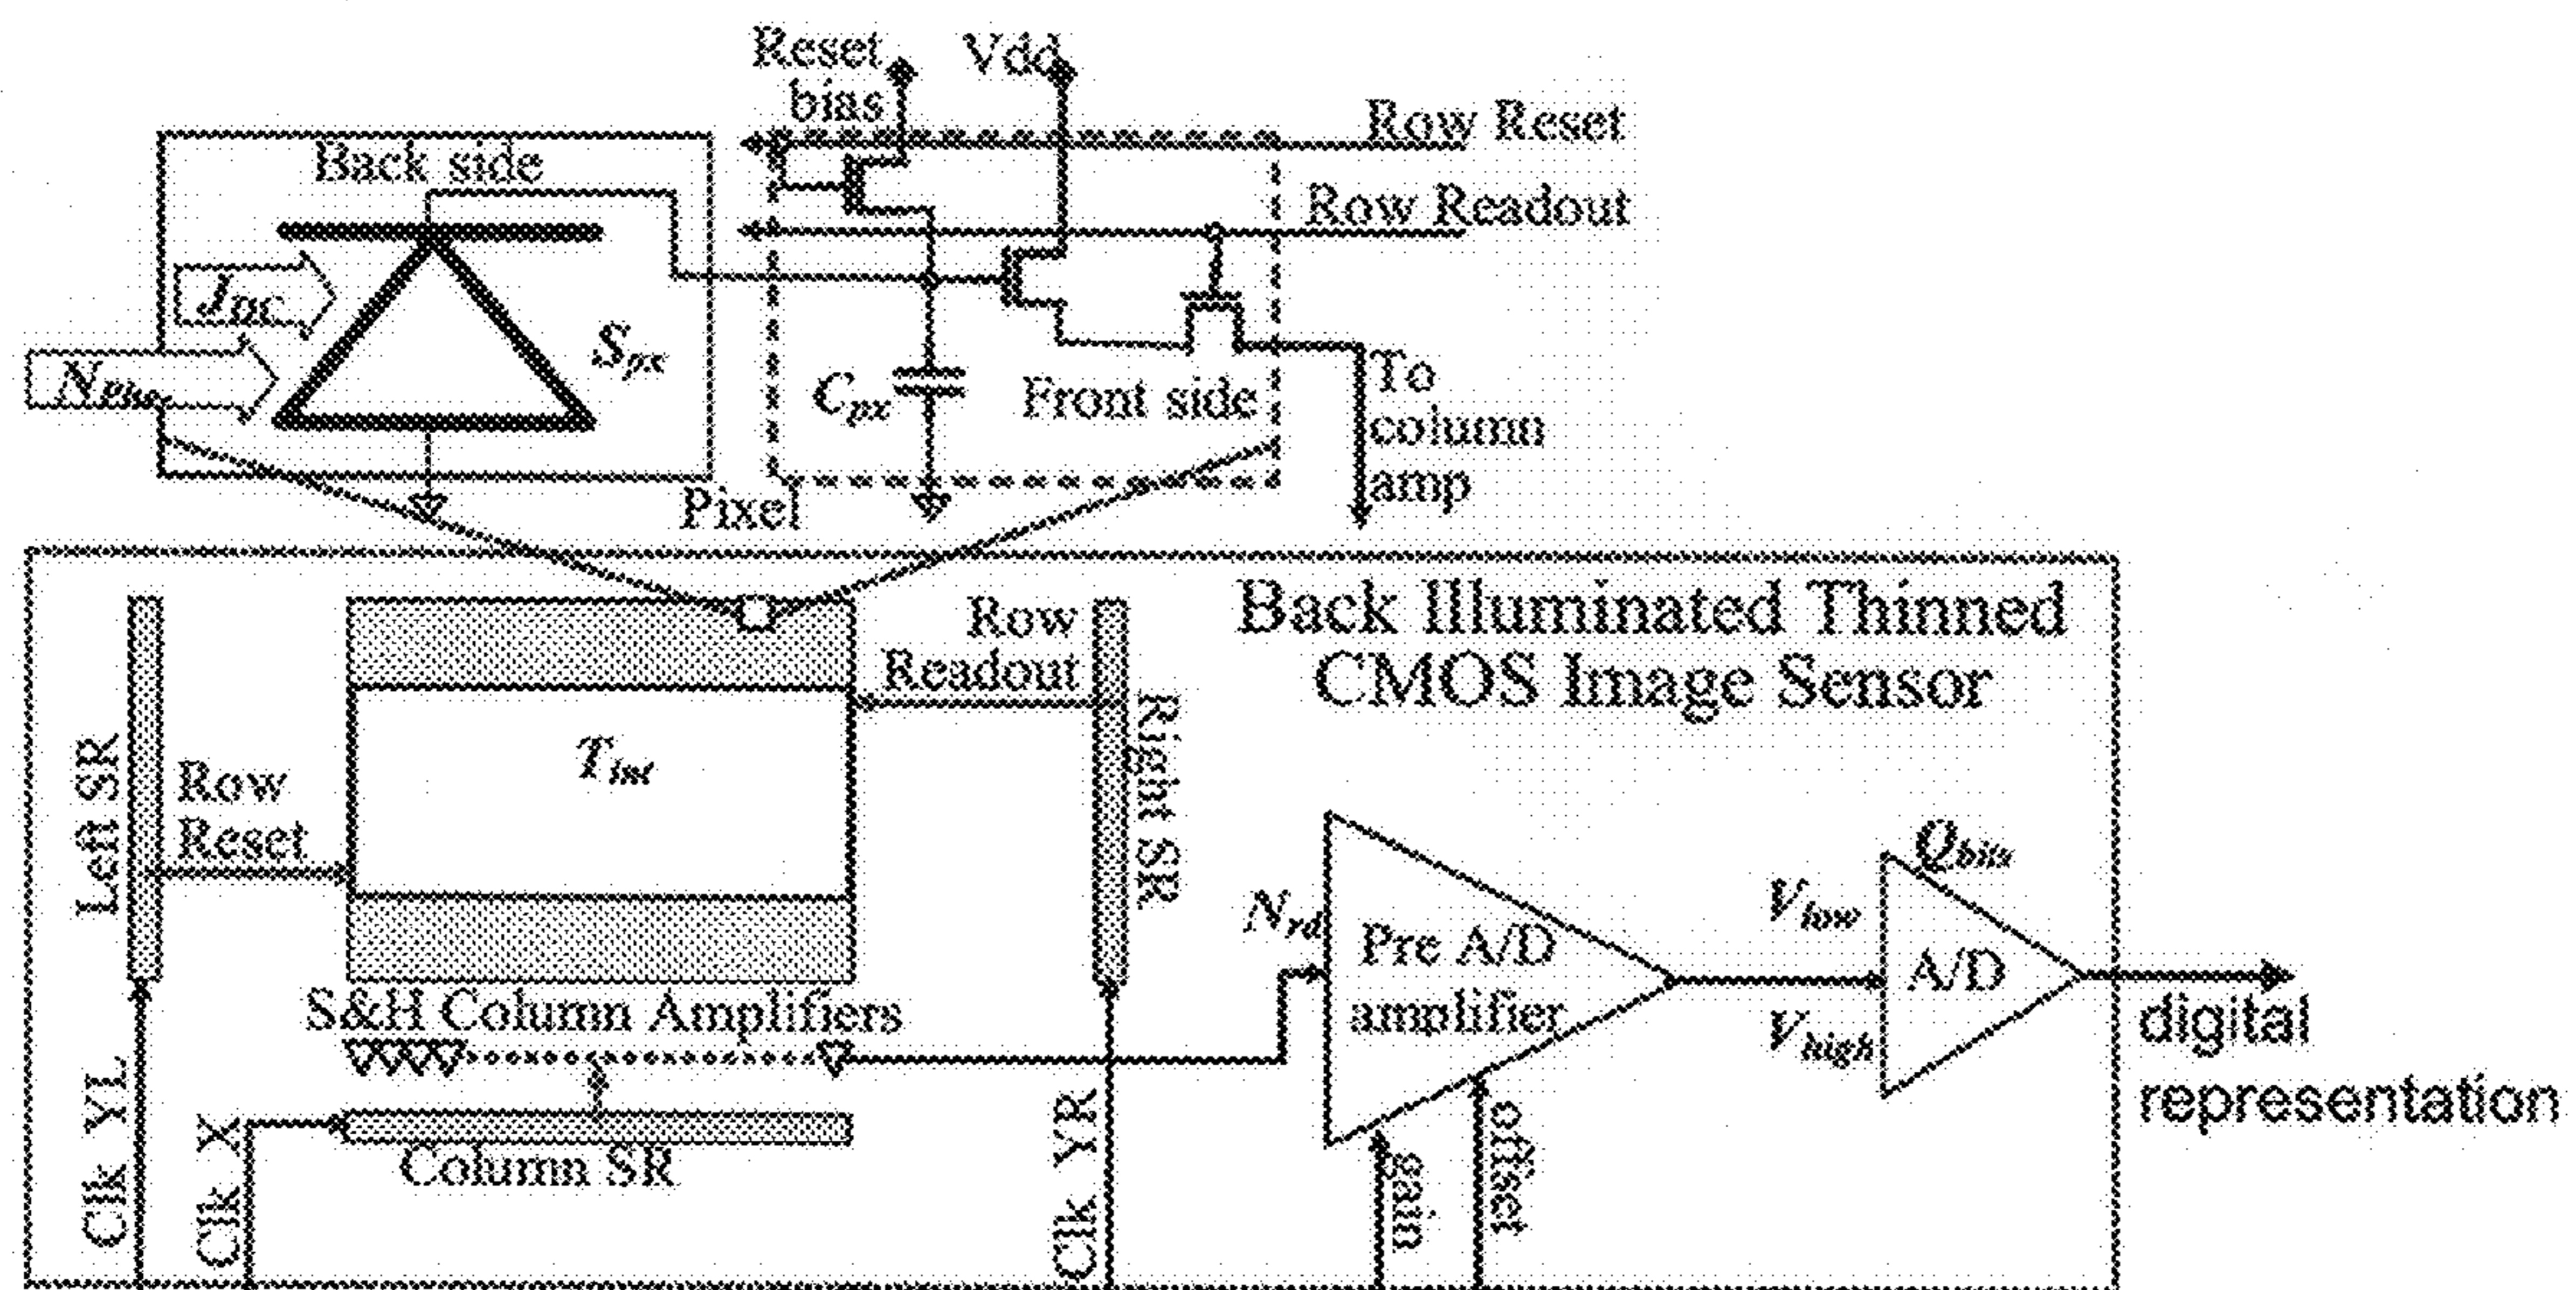 Reset
bias
Vdd
Row Reset
Back side
Row Readout
J_DC
S_px
N_Phot
C_px
Front side
To
column
amp
Pixel
Back Illuminated Thinned
CMOS Image Sensor
Row
Readout
Left SR
Row
Reset
T_int
Right SR
N_rd
Pre A/D
amplifier
V_low
V_high
Q_bits
A/D
digital
representation
S&H Column Amplifiers
Column SR
Clk YL
Clk X
Clk YR
gain
offset